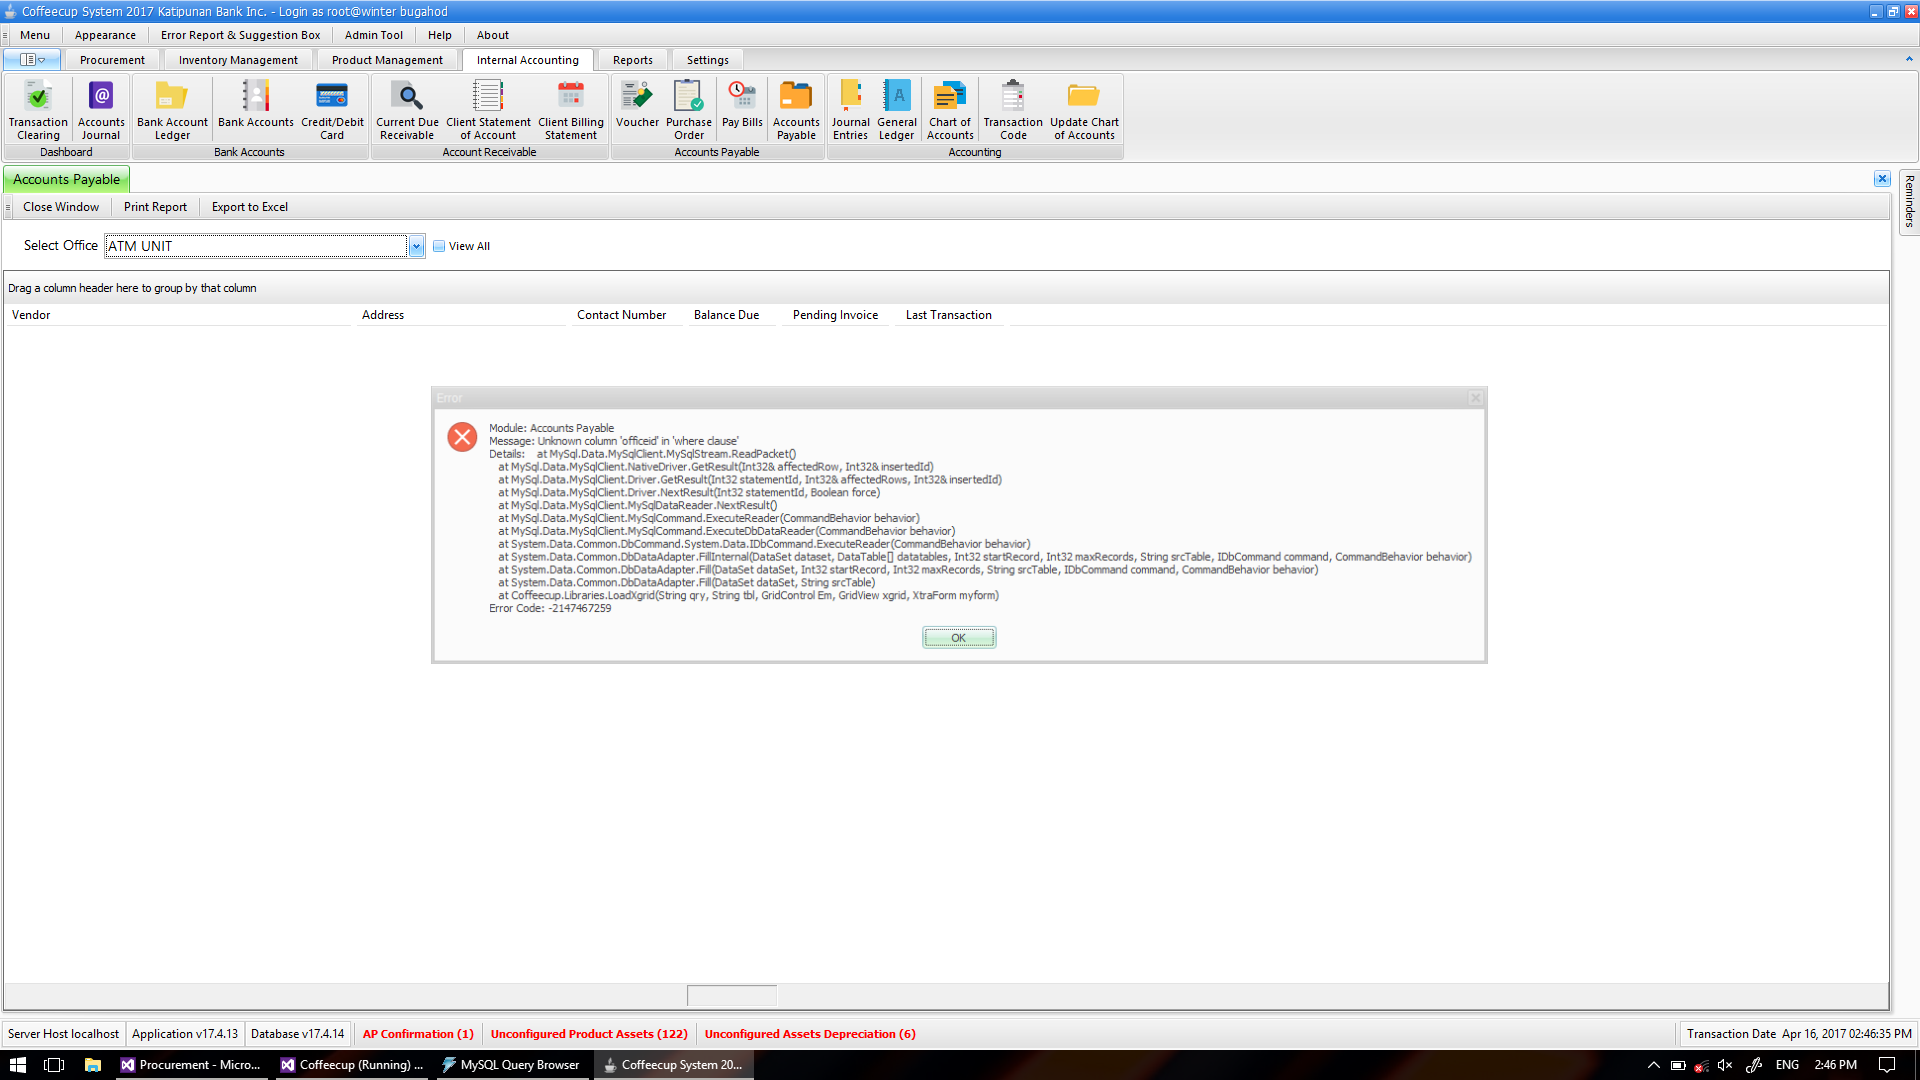 Coffeecup System 2017 Katipunan Bank Inc. - Login as root@winter bugahod
Menu Appearance Error Report & Suggestion Box Admin Tool Help About
Procurement Inventory Management Product Management Internal Accounting Reports Settings
Transaction Clearing
Accounts Journal
Dashboard
Bank Account Ledger
Bank Accounts
Credit/Debit Card
Bank Accounts
Current Due Receivable
Client Statement of Account
Client Billing Statement
Account Receivable
Voucher
Purchase Order
Pay Bills
Accounts Payable
Accounts Payable
Journal Entries
General Ledger
Chart of Accounts
Transaction Code
Update Chart of Accounts
Accounting
Accounts Payable
Reminders
Close Window Print Report Export to Excel
Select Office ATM UNIT View All
Drag a column header here to group by that column
Vendor Address Contact Number Balance Due Pending Invoice Last Transaction
Error
Module: Accounts Payable
Message: Unknown column 'officeid' in 'where clause'
Details: at MySql.Data.MySqlClient.MySqlStream.ReadPacket()
at MySql.Data.MySqlClient.NativeDriver.GetResult(Int32& affectedRow, Int32& insertedId)
at MySql.Data.MySqlClient.Driver.GetResult(Int32 statementId, Int32& affectedRows, Int32& insertedId)
at MySql.Data.MySqlClient.Driver.NextResult(Int32 statementId, Boolean force)
at MySql.Data.MySqlClient.MySqlDataReader.NextResult()
at MySql.Data.MySqlClient.MySqlCommand.ExecuteReader(CommandBehavior behavior)
at MySql.Data.MySqlClient.MySqlCommand.ExecuteDbDataReader(CommandBehavior behavior)
at System.Data.Common.DbCommand.System.Data.IDbCommand.ExecuteReader(CommandBehavior behavior)
at System.Data.Common.DbDataAdapter.FillInternal(DataSet dataset, DataTable[] datatables, Int32 startRecord, Int32 maxRecords, String srcTable, IDbCommand command, CommandBehavior behavior)
at System.Data.Common.DbDataAdapter.Fill(DataSet dataSet, Int32 startRecord, Int32 maxRecords, String srcTable, IDbCommand command, CommandBehavior behavior)
at System.Data.Common.DbDataAdapter.Fill(DataSet dataSet, String srcTable)
at Coffeecup.Libraries.LoadXgrid(String qry, String tbl, GridControl Em, GridView xgrid, XtraForm myform)
Error Code: -2147467259
OK
Server Host localhost Application v17.4.13 Database v17.4.14 AP Confirmation (1) Unconfigured Product Assets (122) Unconfigured Assets Depreciation (6) Transaction Date Apr 16, 2017 02:46:35 PM
Procurement - Micro... Coffeecup (Running) ... MySQL Query Browser Coffeecup System 20... ENG 2:46 PM